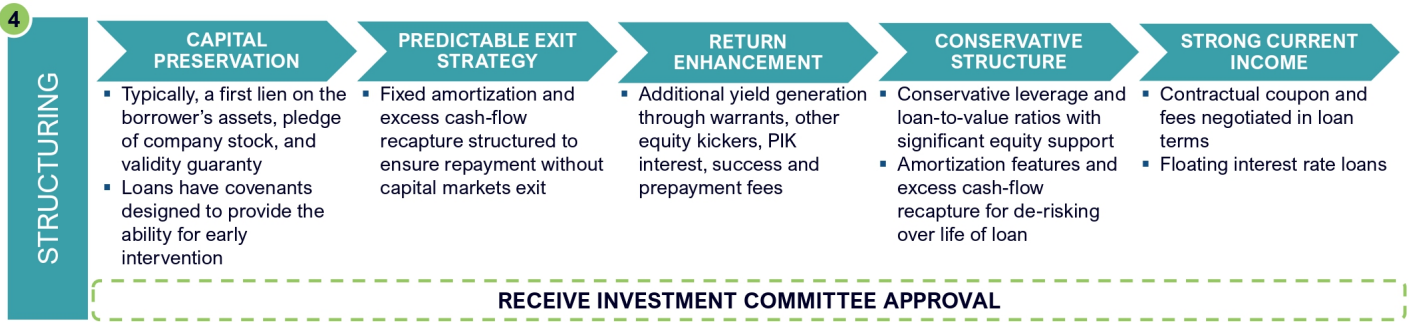 4
STRUCTURING
CAPITAL
PRESERVATION
▪ Typically, a first lien on the
borrower's assets, pledge
of company stock, and
validity guaranty
▪ Loans have covenants
designed to provide the
ability for early
intervention
PREDICTABLE EXIT
STRATEGY
▪ Fixed amortization and
excess cash-flow
recapture structured to
ensure repayment without
capital markets exit
RETURN
ENHANCEMENT
▪ Additional yield generation
through warrants, other
equity kickers, PIK
interest, success and
prepayment fees
CONSERVATIVE
STRUCTURE
▪ Conservative leverage and
loan-to-value ratios with
significant equity support
▪ Amortization features and
excess cash-flow
recapture for de-risking
over life of loan
STRONG CURRENT
INCOME
▪ Contractual coupon and
fees negotiated in loan
terms
▪ Floating interest rate loans
RECEIVE INVESTMENT COMMITTEE APPROVAL